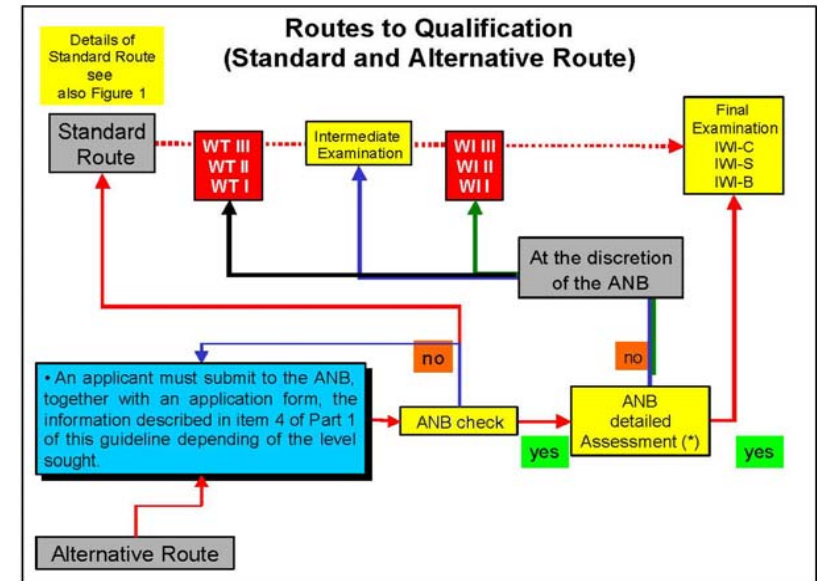 Routes to Qualification
(Standard and Alternative Route)
Details of
Standard Route
see
also Figure 1
Standard
Route
WT III
WT II
WT I
Intermediate
Examination
WI III
WI II
WI I
Final
Examination
IWI-C
IWI-S
IWI-B
At the discretion
of the ANB
no
no
• An applicant must submit to the ANB,
together with an application form, the
information described in item 4 of Part 1
of this guideline depending of the level
sought.
ANB check
yes
ANB
detailed
Assessment (*)
yes
Alternative Route